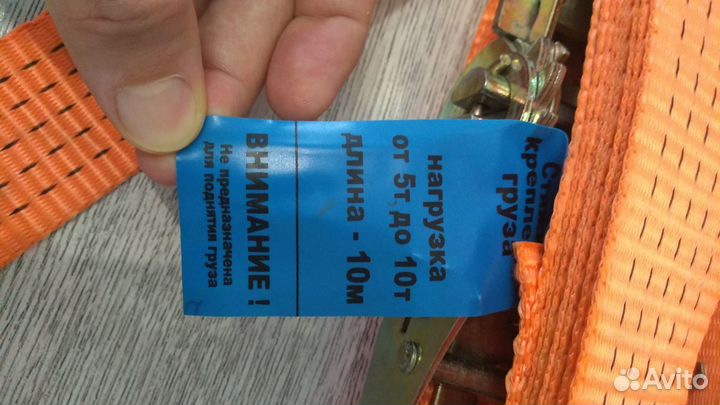 груза
нагрузка
от 5т, до 10т
длина - 10м
ВНИМАНИЕ !
Не предназначена
для поднятия груза
Avito